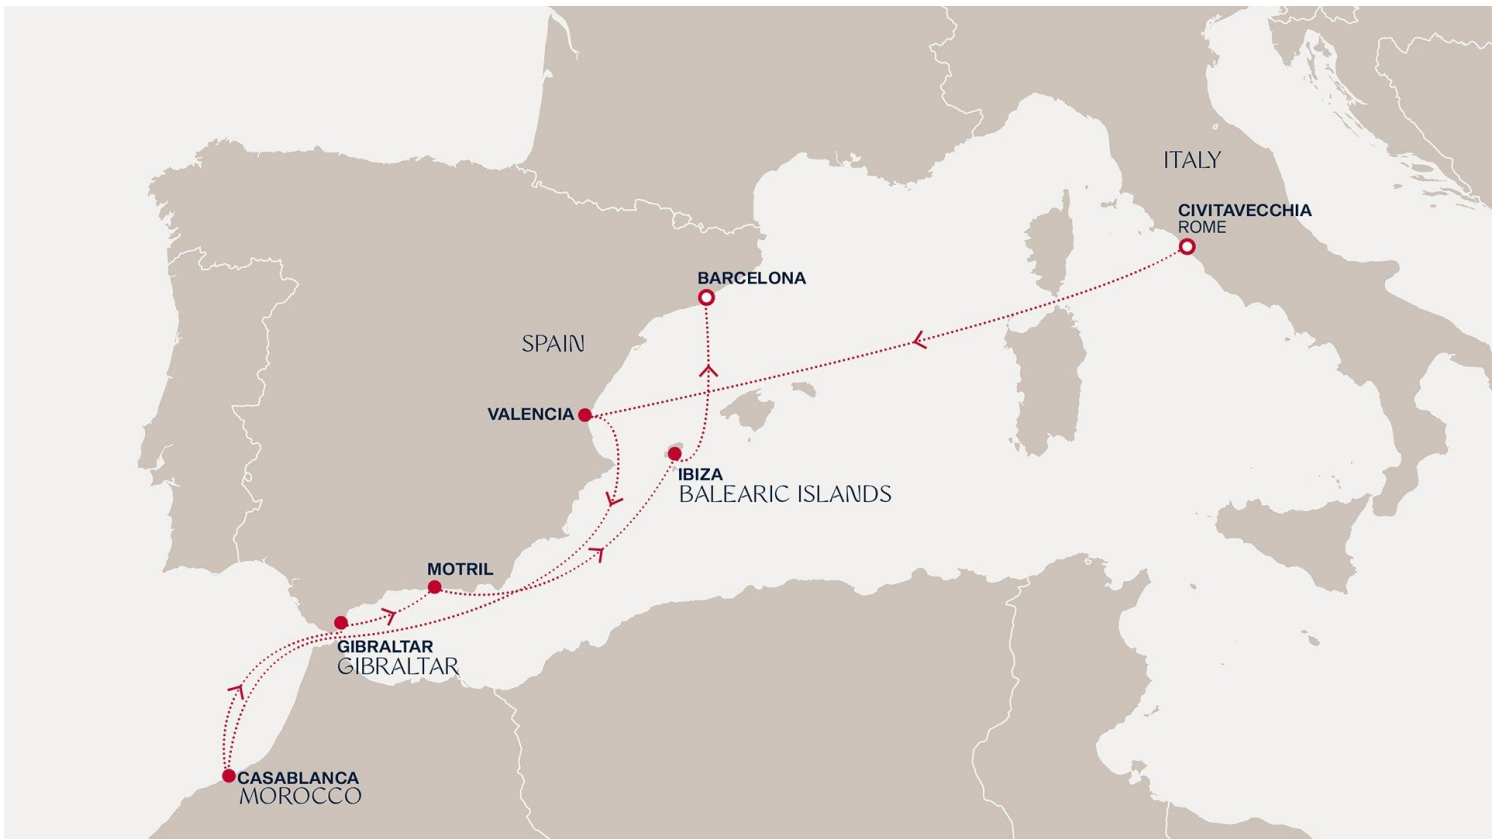 ITALY
CIVITAVECCHIA
ROME
BARCELONA
SPAIN
VALENCIA
IBIZA
BALEARIC ISLANDS
MOTRIL
GIBRALTAR
GIBRALTAR
CASABLANCA
MOROCCO